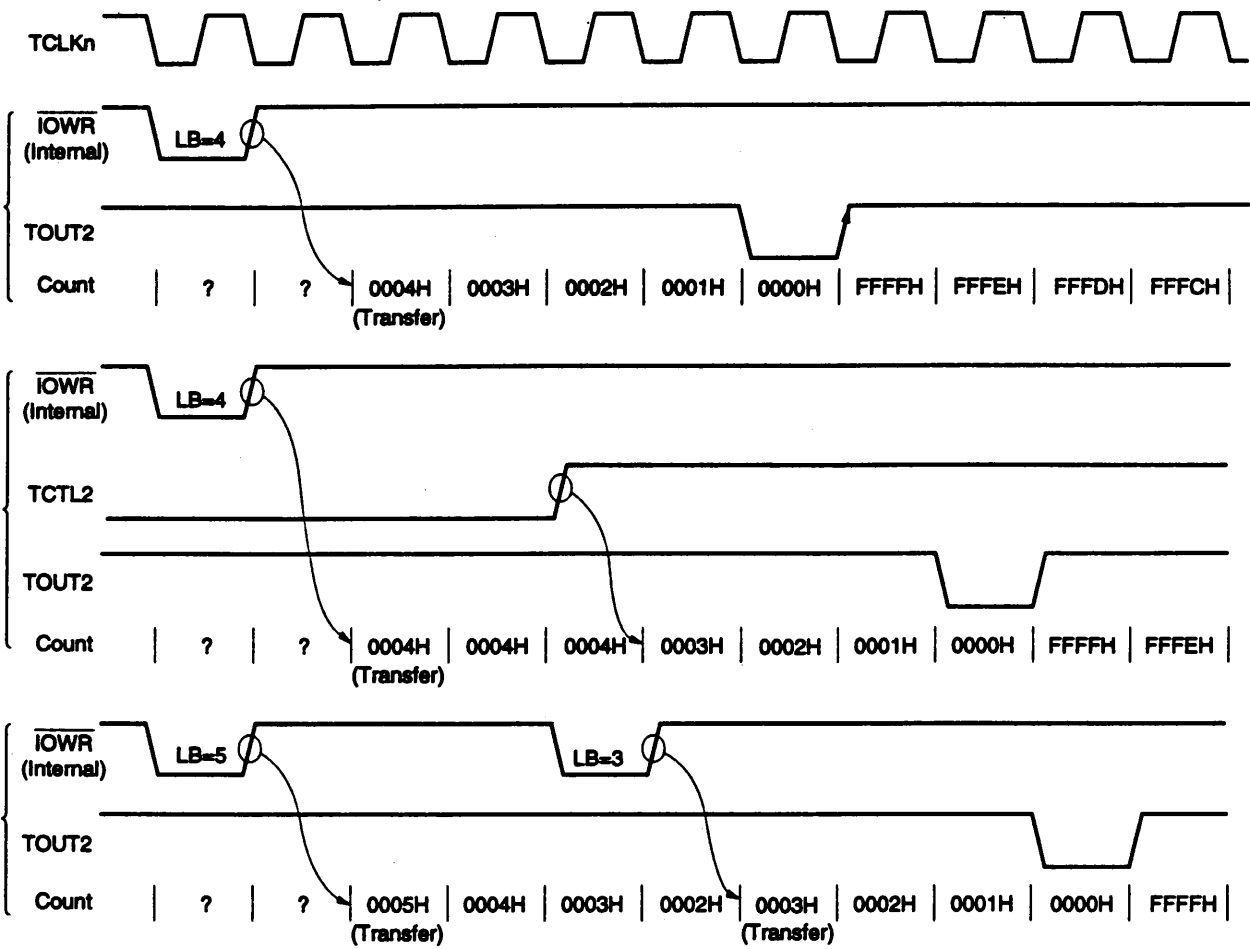 TCLKn
IOWR
(Internal)
LB=4
TOUT2
Count ? ? 0004H 0003H 0002H 0001H 0000H FFFFH FFFEH FFFDH FFFCH
(Transfer)
IOWR
(Internal)
LB=4
TCTL2
TOUT2
Count ? ? 0004H 0004H 0004H 0003H 0002H 0001H 0000H FFFFH FFFEH
(Transfer)
IOWR
(Internal)
LB=5 LB=3
TOUT2
Count ? ? 0005H 0004H 0003H 0002H 0003H 0002H 0001H 0000H FFFFH
(Transfer) (Transfer)